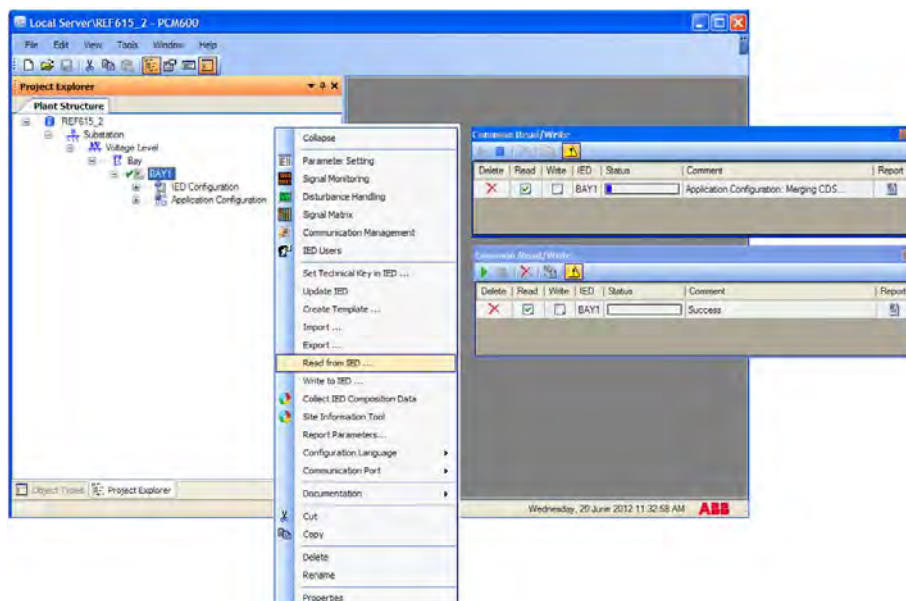 Local Server\REF615_2 - PCM600
File Edit View Tools Window Help
Project Explorer
Plant Structure
REF615_2
Substation
Voltage Level
Bay
BAY1
IED Configuration
Application Configuration
Collapse
Parameter Setting
Signal Monitoring
Disturbance Handling
Signal Matrix
Communication Management
IED Users
Set Technical Key in IED ...
Update IED
Create Template ...
Import ...
Export ...
Read from IED ...
Write to IED ...
Collect IED Composition Data
Site Information Tool
Report Parameters...
Configuration Language
Communication Port
Documentation
Cut
Copy
Delete
Rename
Properties
Common Read/Write
Delete Read Write IED Status Comment Report
BAY1 Application Configuration: Merging CDS...
Common Read/Write
Delete Read Write IED Status Comment Report
BAY1 Success
Object Types Project Explorer
Wednesday, 20 June 2012 11:32:58 AM ABB